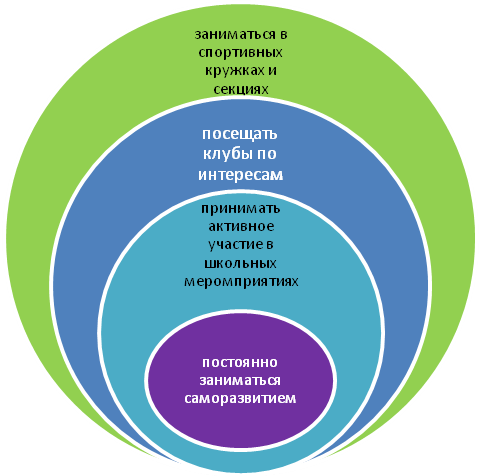 заниматься в
спортивных
кружках и
секциях
посещать
клубы по
интересам
принимать
активное
участие в
школьных
меромприятиях
постоянно
заниматься
саморазвитием